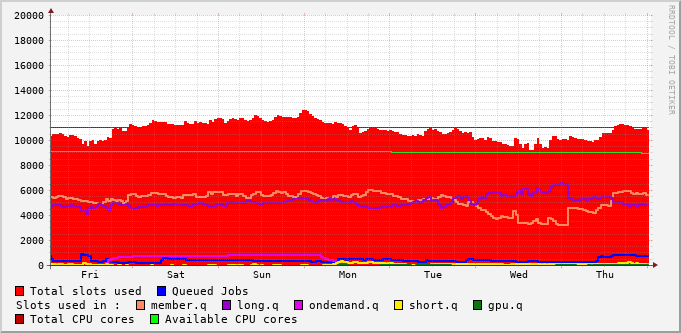 RRDTOOL / TOBI OETIKER
20000
18000
16000
14000
12000
10000
8000
6000
4000
2000
0
Fri Sat Sun Mon Tue Wed Thu
Total slots used Queued Jobs
Slots used in : member.q long.q ondemand.q short.q gpu.q
Total CPU cores Available CPU cores